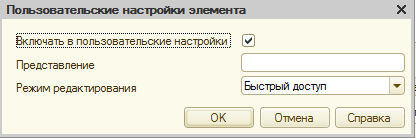 Пользовательские настройки элемента
Включать в пользовательские настройки
Представление
Режим редактирования Быстрый доступ
OK Отмена Справка